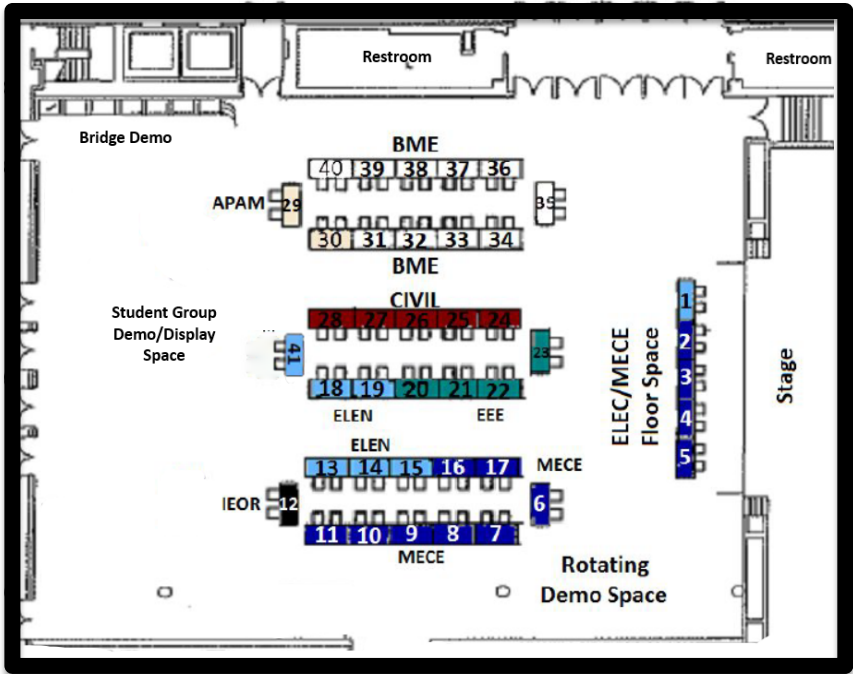 Restroom
Restroom
Bridge Demo
BME
40 39 38 37 36
APAM 29
35
30 31 32 33 34
BME
CIVIL
28 27 26 25 24
Student Group
Demo/Display
Space
41
23
18 19 20 21 22
ELEN EEE
1
2
3
4
5
ELEC/MECE
Floor Space
Stage
ELEN
13 14 15 16 17
MECE
IEOR 12
6
11 10 9 8 7
MECE
Rotating
Demo Space